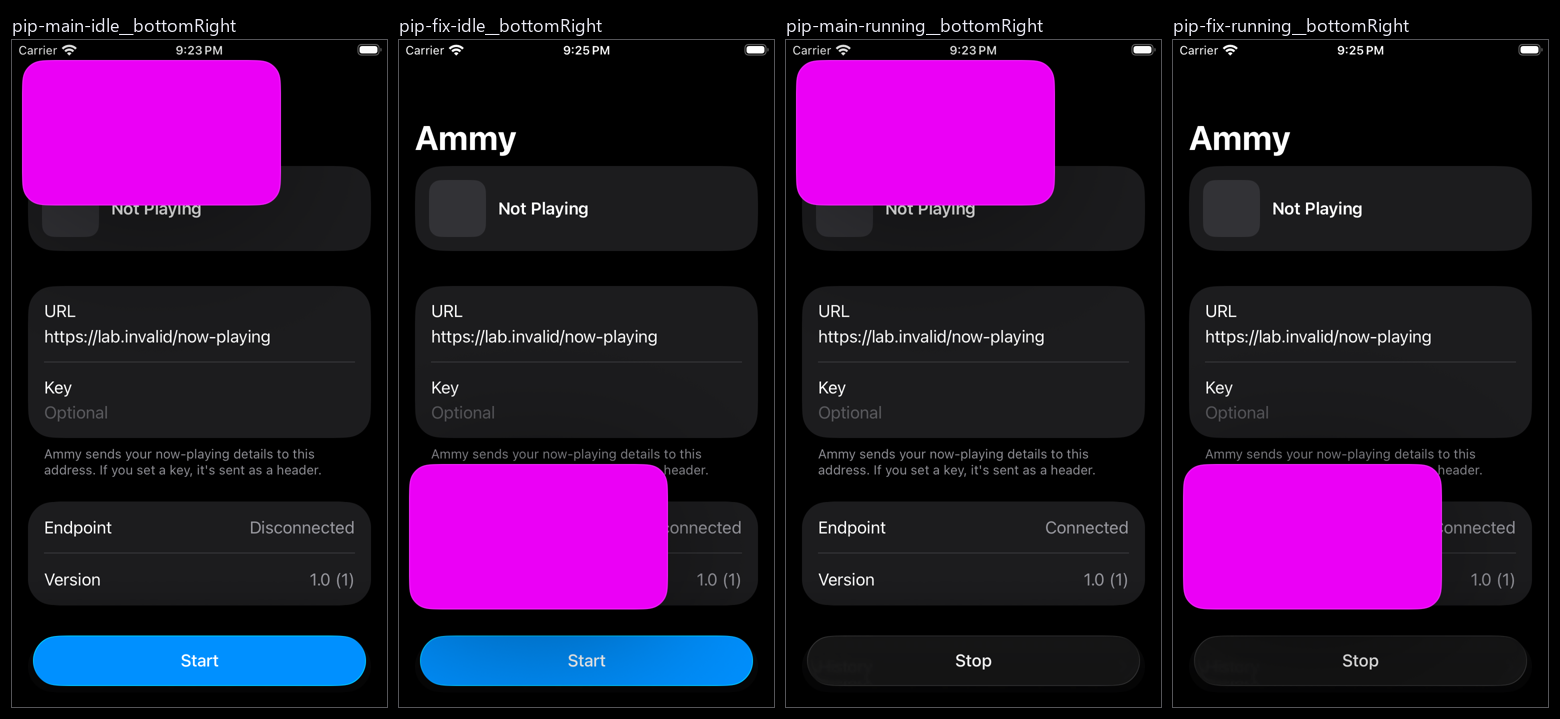 pip-main-idle__bottomRight
Carrier 9:23 PM
Not Playing
URL
https://lab.invalid/now-playing
Key
Optional
Ammy sends your now-playing details to this
address. If you set a key, it's sent as a header.
Endpoint Disconnected
Version 1.0 (1)
Start
pip-fix-idle__bottomRight
Carrier 9:25 PM
Ammy
Not Playing
URL
https://lab.invalid/now-playing
Key
Optional
Ammy sends your now-playing details to this
header.
connected
1.0 (1)
Start
pip-main-running__bottomRight
Carrier 9:23 PM
Not Playing
URL
https://lab.invalid/now-playing
Key
Optional
Ammy sends your now-playing details to this
address. If you set a key, it's sent as a header.
Endpoint Connected
Version 1.0 (1)
Stop
pip-fix-running__bottomRight
Carrier 9:25 PM
Ammy
Not Playing
URL
https://lab.invalid/now-playing
Key
Optional
Ammy sends your now-playing details to this
header.
Connected
1.0 (1)
Stop